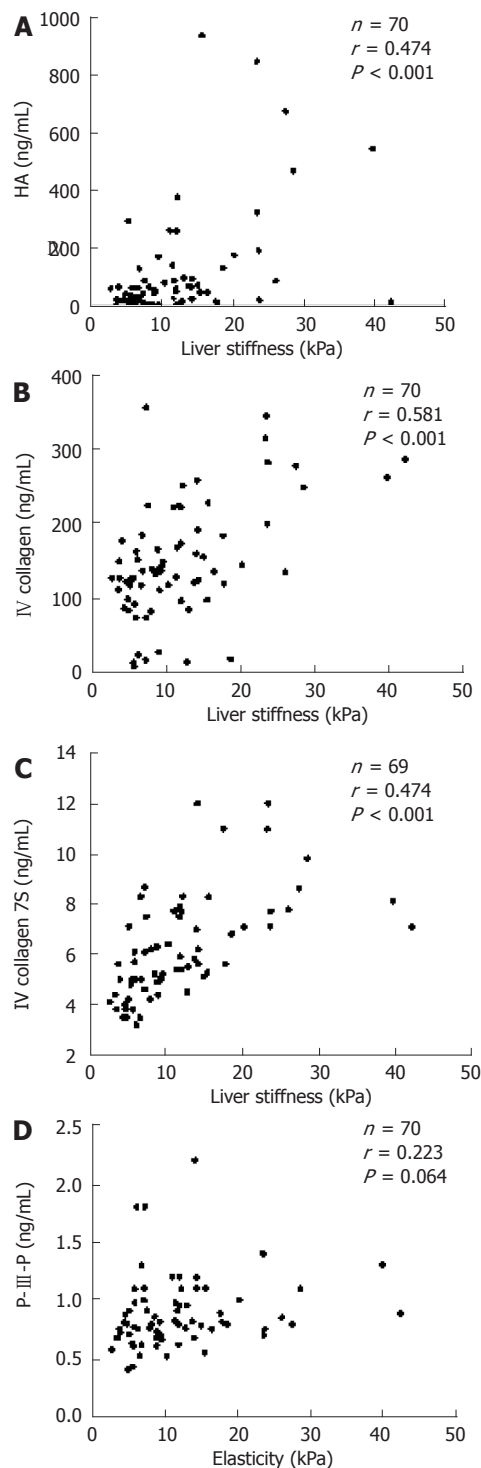 A
n = 70
r = 0.474
P < 0.001
1000
800
600
400
200
0
HA (ng/mL)
0 10 20 30 40 50
Liver stiffness (kPa)
B
n = 70
r = 0.581
P < 0.001
400
300
200
100
0
Ⅳ collagen (ng/mL)
0 10 20 30 40 50
Liver stiffness (kPa)
C
n = 69
r = 0.474
P < 0.001
14
12
10
8
6
4
2
IV collagen 7S (ng/mL)
0 10 20 30 40 50
Liver stiffness (kPa)
D
n = 70
r = 0.223
P = 0.064
2.5
2.0
1.5
1.0
0.5
0.0
P-Ⅲ-P (ng/mL)
0 10 20 30 40 50
Elasticity (kPa)